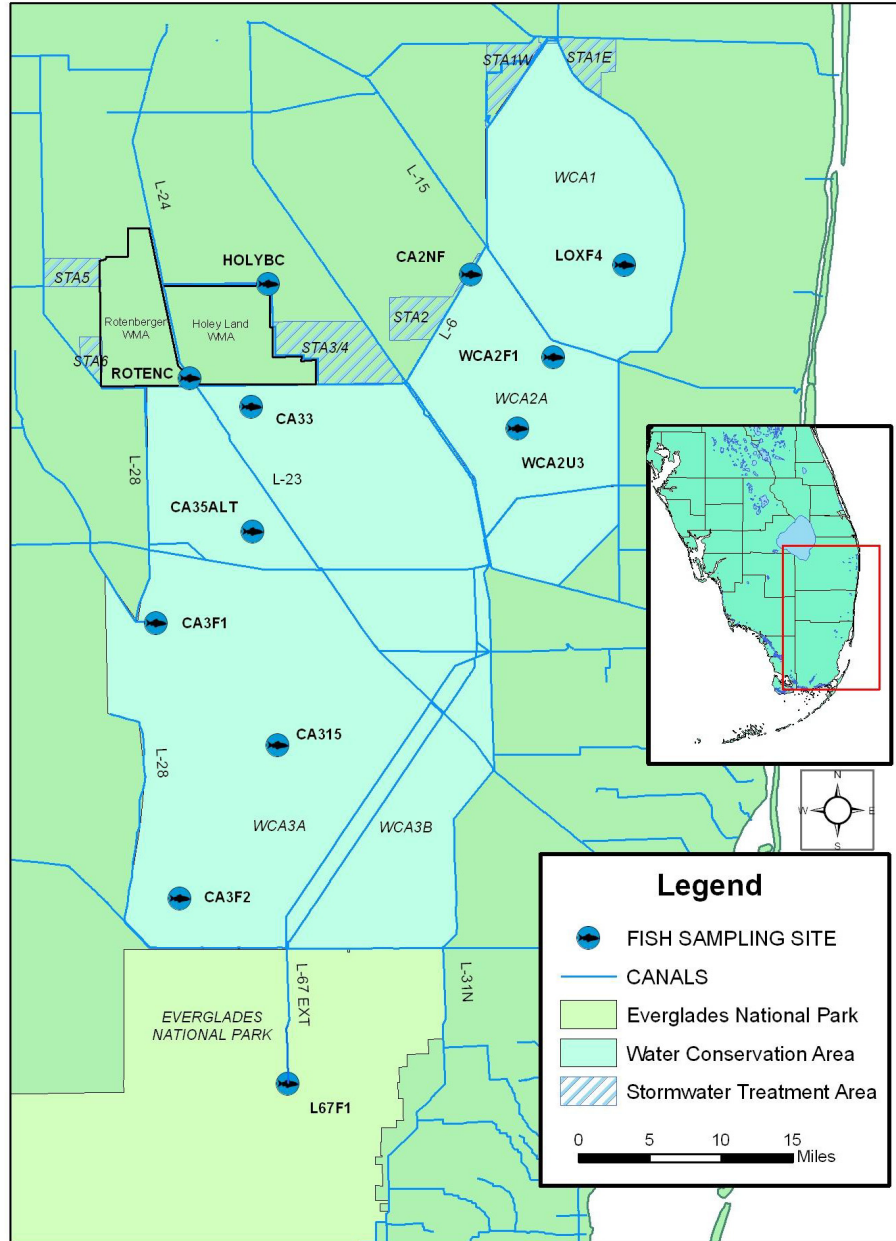 STA1W
STA1E
WCA1
L-24
L-15
HOLYBC
CA2NF
LOXF4
STA5
Rotenberger
WMA
Holey Land
WMA
STA2
L-6
STA3/4
STA6
WCA2F1
ROTENC
WCA2A
CA33
WCA2U3
L-28
L-23
CA35ALT
CA3F1
CA315
L-28
WCA3A
WCA3B
CA3F2
L-67 EXT
L-31N
EVERGLADES
NATIONAL PARK
L67F1
N
W
E
S
Legend
FISH SAMPLING SITE
CANALS
Everglades National Park
Water Conservation Area
Stormwater Treatment Area
0 5 10 15
Miles